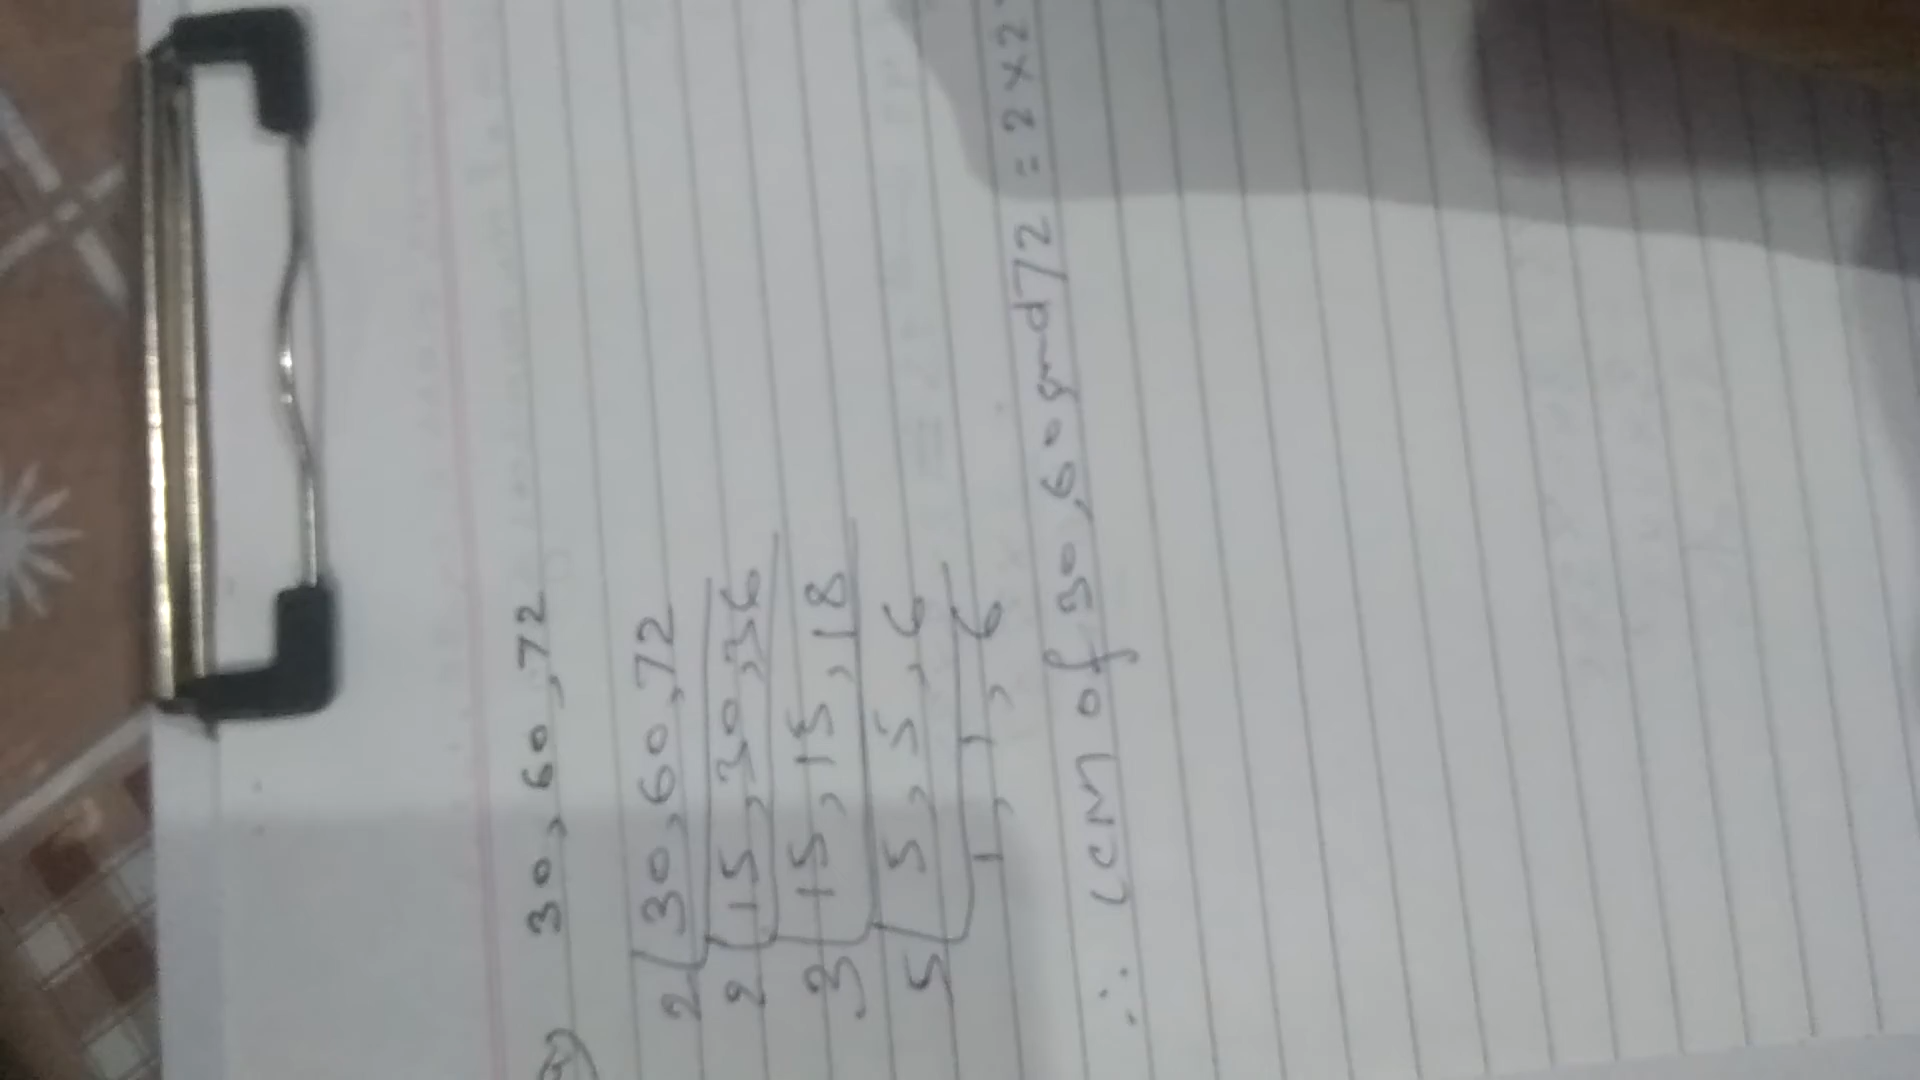 30, 60, 72
2 30, 60, 72
2 15, 30, 36
3 15, 15, 18
5 5, 5, 6
1, 1, 6
∴ LCM of 30, 60 and 72 = 2 × 2